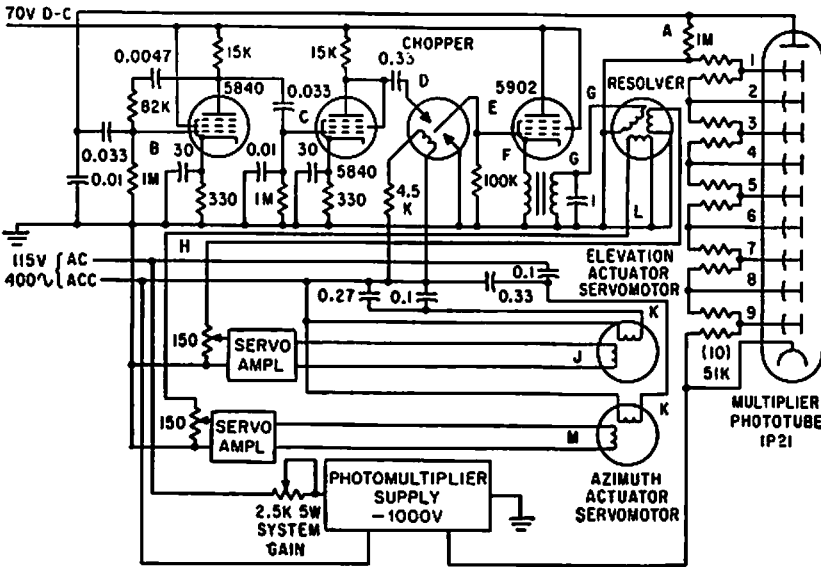 70V D-C
A
1M
15K
15K
0.33
CHOPPER
0.0047
5840
0.033
D
5902
G
RESOLVER
1
82K
C
E
2
B
30
0.01
30
F
3
0.033
5840
G
4
0.01
1M
330
1M
330
4.5
K
100K
1
L
5
6
H
ELEVATION
ACTUATOR
SERVOMOTOR
7
115V
400∿
AC
ACC
0.1
8
0.27
0.1
0.33
9
K
150
SERVO
AMPL
J
(10)
51K
K
MULTIPLIER
PHOTOTUBE
1P21
150
SERVO
AMPL
M
AZIMUTH
ACTUATOR
SERVOMOTOR
2.5K 5W
SYSTEM
GAIN
PHOTOMULTIPLIER
SUPPLY
-1000V